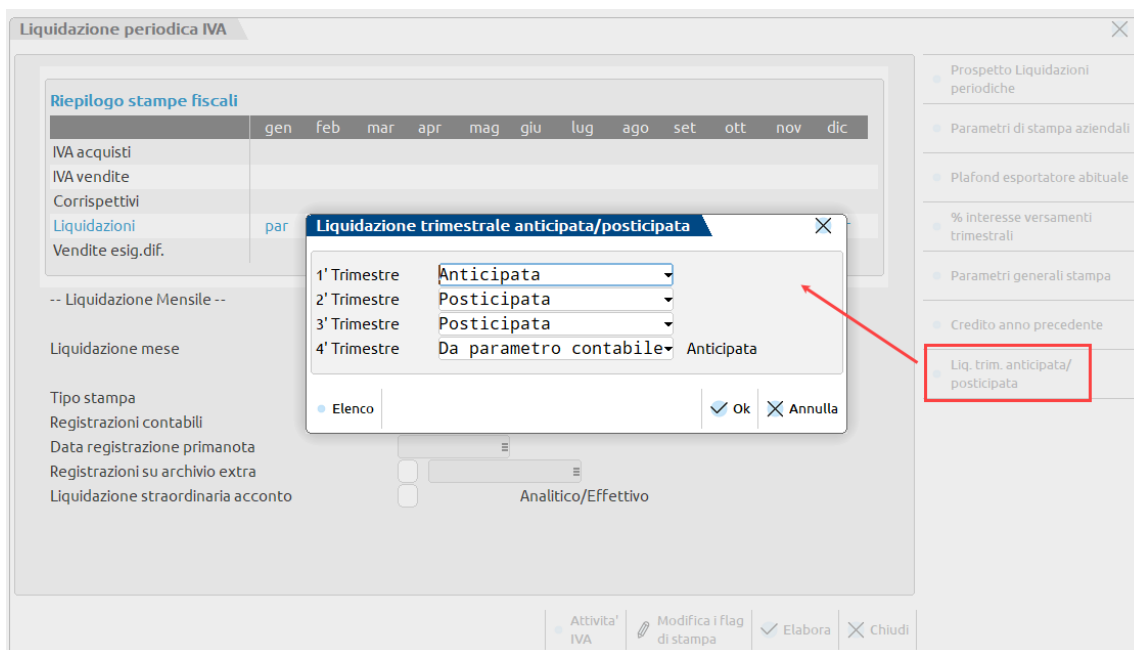 Liquidazione periodica IVA
Riepilogo stampe fiscali
gen feb mar apr mag giu lug ago set ott nov dic
IVA acquisti
IVA vendite
Corrispettivi
Liquidazioni par
Vendite esig.dif.
-- Liquidazione Mensile --
Liquidazione mese
Tipo stampa
Registrazioni contabili
Data registrazione primanota
Registrazioni su archivio extra
Liquidazione straordinaria acconto Analitico/Effettivo
Liquidazione trimestrale anticipata/posticipata
1' Trimestre Anticipata
2' Trimestre Posticipata
3' Trimestre Posticipata
4' Trimestre Da parametro contabile Anticipata
Elenco Ok Annulla
Prospetto Liquidazioni
periodiche
Parametri di stampa aziendali
Plafond esportatore abituale
% interesse versamenti
trimestrali
Parametri generali stampa
Credito anno precedente
Liq. trim. anticipata/
posticipata
Attivita'
IVA
Modifica i flag
di stampa
Elabora
Chiudi